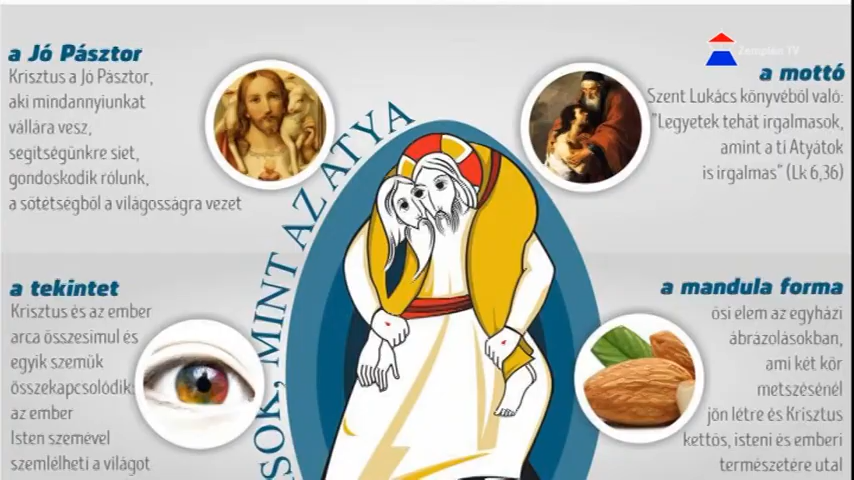 a Jó Pásztor
Krisztus a Jó Pásztor,
aki mindannyiunkat
vállára vesz,
segítségünkre siet,
gondoskodik rólunk,
a sötétségből a világosságra vezet
Zemplén TV
a mottó
Szent Lukács könyvéből való:
"Legyetek tehát irgalmasok,
amint a ti Atyátok
is irgalmas" (Lk 6,36)
SOK, MINT AZ ATYA
a tekintet
Krisztus és az ember
arca összesimul és
egyik szemük
összekapcsolódik:
az ember
Isten szemével
szemlélheti a világot
a mandula forma
ősi elem az egyházi
ábrázolásokban,
ami két kör
metszésénél
jön létre és Krisztus
kettős, isteni és emberi
természetére utal